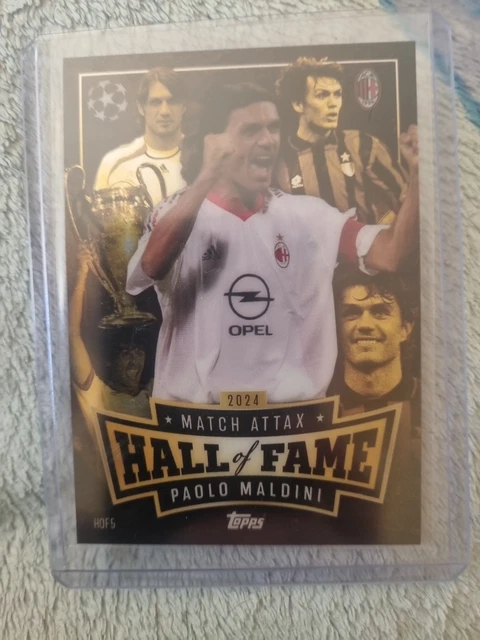 OPEL
2024
MATCH ATTAX
HALL of FAME
PAOLO MALDINI
HOF5
topps